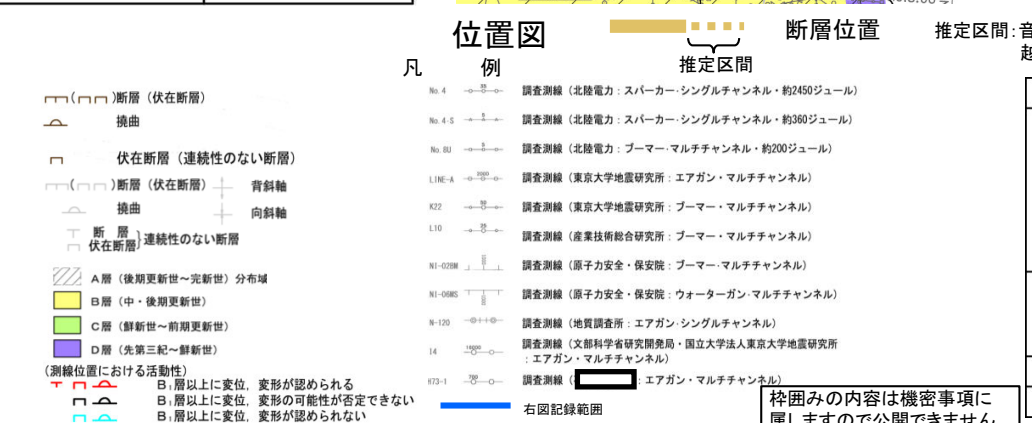 位置図
断層位置
推定区間:音
推定区間
凡 例
(  )断層(伏在断層)
撓曲
伏在断層(連続性のない断層)
(  )断層(伏在断層) 背斜軸
撓曲 向斜軸
断 層
伏在断層}連続性のない断層
A層(後期更新世~完新世)分布域
B層(中・後期更新世)
C層(鮮新世~前期更新世)
D層(先第三紀~鮮新世)
(測線位置における活動性)
B₁層以上に変位,変形が認められる
B₁層以上に変位,変形の可能性が否定できない
B₁層以上に変位,変形が認められない
No.4 35 調査測線(北陸電力:スパーカー・シングルチャンネル・約2450ジュール)
No.4-S 5 調査測線(北陸電力:スパーカー・シングルチャンネル・約360ジュール)
No.8U 5 調査測線(北陸電力:ブーマー・マルチチャンネル・約200ジュール)
LINE-A 2000 調査測線(東京大学地震研究所:エアガン・マルチチャンネル)
K22 50 調査測線(東京大学地震研究所:ブーマー・マルチチャンネル)
L10 35 調査測線(産業技術総合研究所:ブーマー・マルチチャンネル)
NI-02BM 調査測線(原子力安全・保安院:ブーマー・マルチチャンネル)
NI-06WS 調査測線(原子力安全・保安院:ウォーターガン・マルチチャンネル)
N-120 調査測線(地質調査所:エアガン・シングルチャンネル)
I4 調査測線(文部科学省研究開発局・国立大学法人東京大学地震研究所
:エアガン・マルチチャンネル)
H73-1 700 調査測線( :エアガン・マルチチャンネル)
右図記録範囲
枠囲みの内容は機密事項に
属しますので公開できません